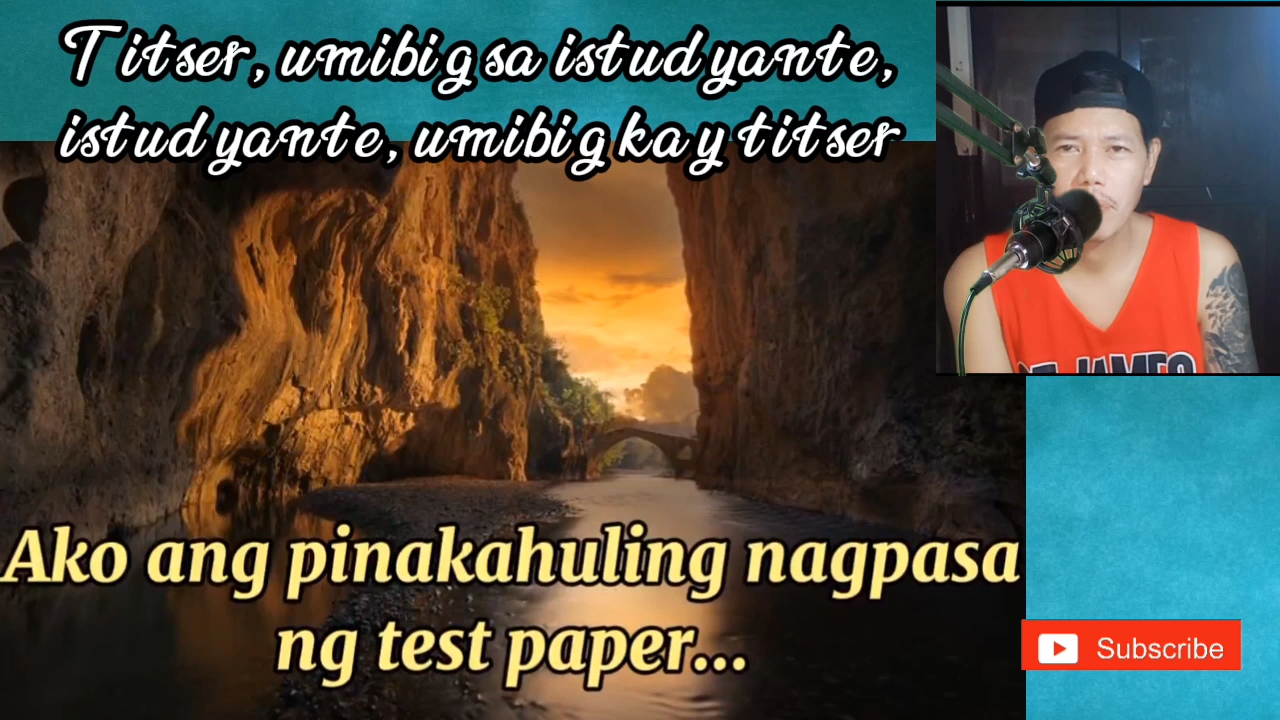 Titser, umibig sa istudyante,
istudyante, umibig kay titser
Ako ang pinakahuling nagpasa
ng test paper...
Subscribe